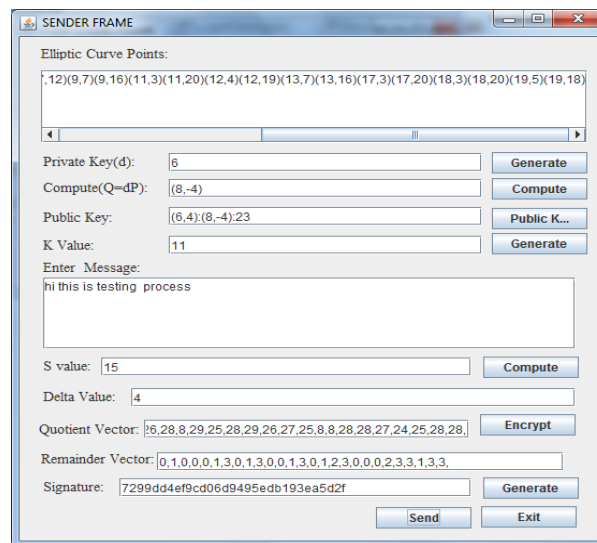 SENDER FRAME
Elliptic Curve Points:
,12)(9,7)(9,16)(11,3)(11,20)(12,4)(12,19)(13,7)(13,16)(17,3)(17,20)(18,3)(18,20)(19,5)(19,18)
Private Key(d): 6 Generate
Compute(Q=dP): (8,-4) Compute
Public Key: (6,4):(8,-4):23 Public K...
K Value: 11 Generate
Enter Message:
hi this is testing process
S value: 15 Compute
Delta Value: 4
Quotient Vector: 26,28,8,29,25,28,29,26,27,25,8,8,28,28,27,24,25,28,28, Encrypt
Remainder Vector: 0,1,0,0,0,1,3,0,1,3,0,0,1,3,0,1,2,3,0,0,0,2,3,3,1,3,3,
Signature: 7299dd4ef9cd06d9495edb193ea5d2f Generate
Send Exit